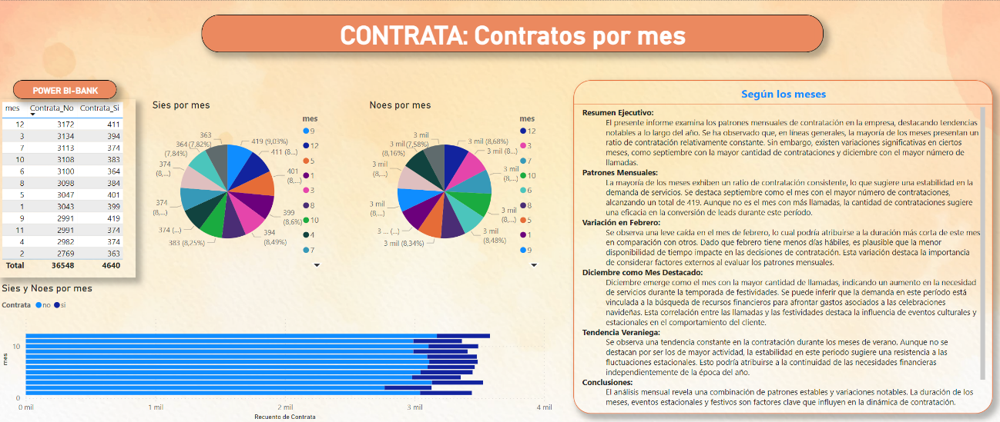 CONTRATA: Contratos por mes
POWER BI-BANK
mes Contrata_No Contrata_Si
12 3172 411
3 3134 394
7 3113 374
10 3108 383
6 3100 364
8 3098 384
5 3047 401
1 3043 399
9 2991 419
11 2991 374
4 2982 374
2 2769 363
Total 36548 4640
Sies por mes
363
364 (7,82%)
(7,84%)
374
(8,...)
374
(8,...)
374 (...)
383 (8,25%)
419 (9,03%)
411 (8...)
401
(8,...)
399
(8,6%)
394
(8,49%)
mes
9
12
5
1
3
8
10
4
7
Noes por mes
3 mil
3 mil (7,58%)
(8,16%)
3 mil
(8,...)
3 mil
(8,...)
3 ... (...)
3 mil (8,34%)
3 mil (8,68%)
3 mil (8...)
3 mil
(8,...)
3 mil
(8,...)
3 mil
(8,48%)
mes
12
3
7
10
6
8
5
1
9
Sies y Noes por mes
Contrata no si
mes
10
0
0 mil 1 mil 2 mil 3 mil 4 mil
Recuento de Contrata
Según los meses
Resumen Ejecutivo:
El presente informe examina los patrones mensuales de contratación en la empresa, destacando tendencias
notables a lo largo del año. Se ha observado que, en líneas generales, la mayoría de los meses presentan un
ratio de contratación relativamente constante. Sin embargo, existen variaciones significativas en ciertos
meses, como septiembre con la mayor cantidad de contrataciones y diciembre con el mayor número de
llamadas.
Patrones Mensuales:
La mayoría de los meses exhiben un ratio de contratación consistente, lo que sugiere una estabilidad en la
demanda de servicios. Se destaca septiembre como el mes con el mayor número de contrataciones,
alcanzando un total de 419. Aunque no es el mes con más llamadas, la cantidad de contrataciones sugiere
una eficacia en la conversión de leads durante este período.
Variación en Febrero:
Se observa una leve caída en el mes de febrero, lo cual podría atribuirse a la duración más corta de este mes
en comparación con otros. Dado que febrero tiene menos días hábiles, es plausible que la menor
disponibilidad de tiempo impacte en las decisiones de contratación. Esta variación destaca la importancia
de considerar factores externos al evaluar los patrones mensuales.
Diciembre como Mes Destacado:
Diciembre emerge como el mes con la mayor cantidad de llamadas, indicando un aumento en la necesidad
de servicios durante la temporada de festividades. Se puede inferir que la demanda en este período está
vinculada a la búsqueda de recursos financieros para afrontar gastos asociados a las celebraciones
navideñas. Esta correlación entre las llamadas y las festividades destaca la influencia de eventos culturales y
estacionales en el comportamiento del cliente.
Tendencia Veraniega:
Se observa una tendencia constante en la contratación durante los meses de verano. Aunque no se
destacan por ser los de mayor actividad, la estabilidad en este periodo sugiere una resistencia a las
fluctuaciones estacionales. Esto podría atribuirse a la continuidad de las necesidades financieras
independientemente de la época del año.
Conclusiones:
El análisis mensual revela una combinación de patrones estables y variaciones notables. La duración de los
meses, eventos estacionales y festivos son factores clave que influyen en la dinámica de contratación.